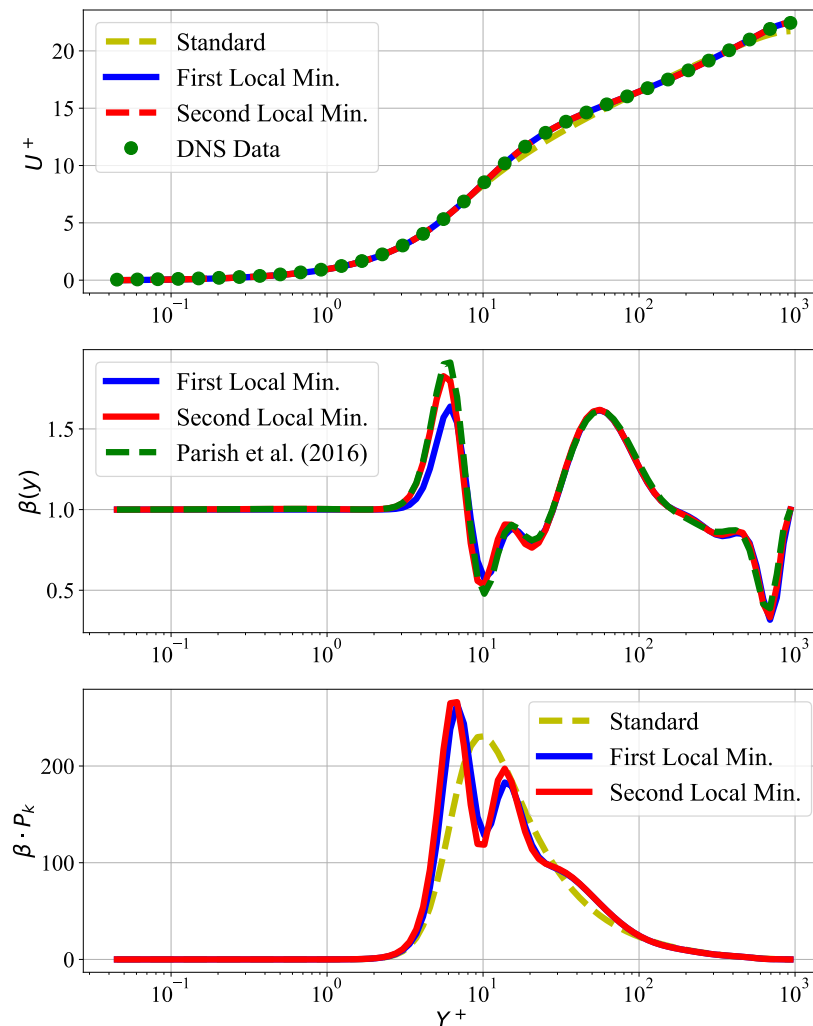 Standard
First Local Min.
Second Local Min.
DNS Data
U⁺
20
15
10
5
0
10⁻¹ 10⁰ 10¹ 10² 10³
First Local Min.
Second Local Min.
Parish et al. (2016)
β(y)
1.5
1.0
0.5
10⁻¹ 10⁰ 10¹ 10² 10³
Standard
First Local Min.
Second Local Min.
β · Pₖ
200
100
0
10⁻¹ 10⁰ 10¹ 10² 10³
Y⁺